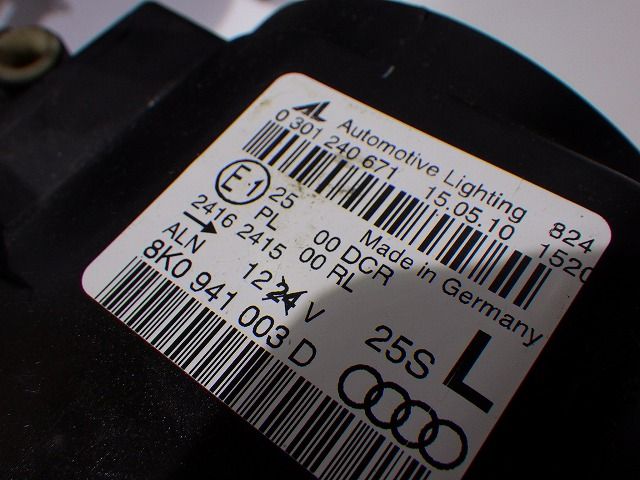 AL Automotive Lighting 824
0 301 240 671 15.05.10 1520
E1 25 Made in Germany
PL 00 DCR
2416 2415 00 RL
ALN 12 24 V 25S L
8K0 941 003 D